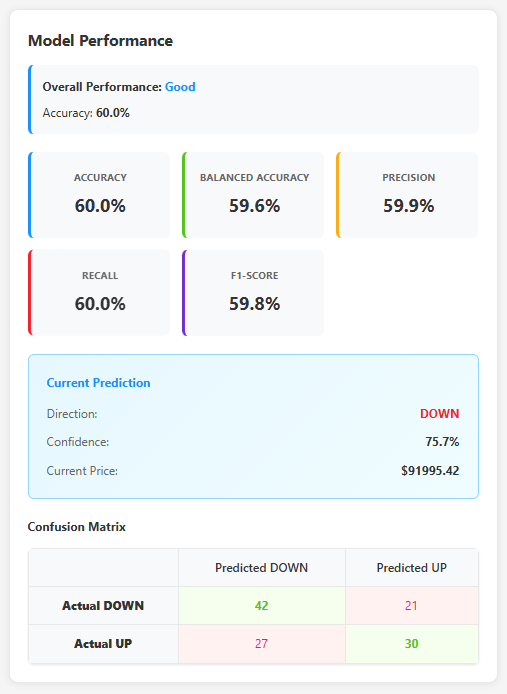 Model Performance
Overall Performance: Good
Accuracy: 60.0%
ACCURACY
60.0%
BALANCED ACCURACY
59.6%
PRECISION
59.9%
RECALL
60.0%
F1-SCORE
59.8%
Current Prediction
Direction: DOWN
Confidence: 75.7%
Current Price: $91995.42
Confusion Matrix
Predicted DOWN Predicted UP
Actual DOWN 42 21
Actual UP 27 30